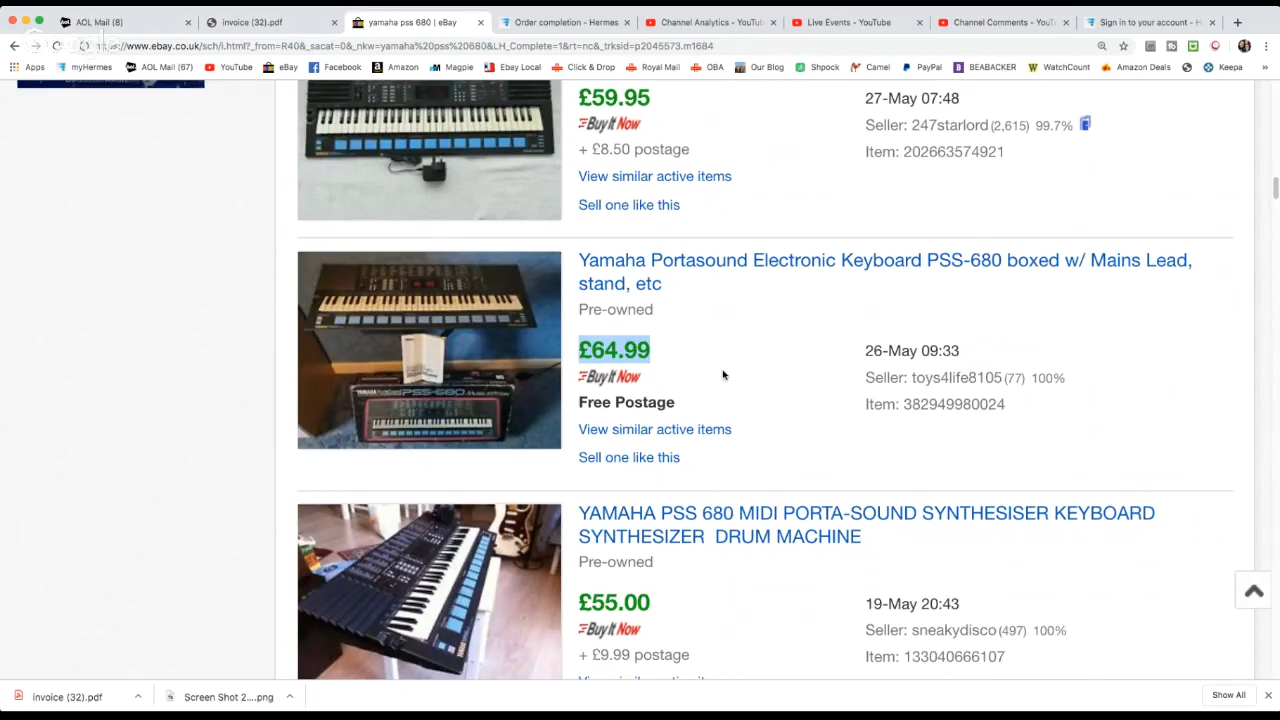 AOL Mail (8)
invoice (32).pdf
yamaha pss 680 | eBay
Order completion - Hermes
Channel Analytics - YouTub
Live Events - YouTube
Channel Comments - YouTu
Sign in to your account - H
https://www.ebay.co.uk/sch/i.html?_from=R40&_sacat=0&_nkw=yamaha%20pss%20680&LH_Complete=1&rt=nc&_trksid=p2045573.m1684
Apps
myHermes
AOL Mail (67)
YouTube
eBay
Facebook
Amazon
Magpie
Ebay Local
Click & Drop
Royal Mail
OBA
Our Blog
Shpock
Camel
PayPal
BEABACKER
WatchCount
Amazon Deals
Keepa
£59.95
Buy It Now
+ £8.50 postage
View similar active items
Sell one like this
27-May 07:48
Seller: 247starlord (2,615) 99.7%
Item: 202663574921
Yamaha Portasound Electronic Keyboard PSS-680 boxed w/ Mains Lead,
stand, etc
Pre-owned
£64.99
Buy It Now
Free Postage
View similar active items
Sell one like this
26-May 09:33
Seller: toys4life8105 (77) 100%
Item: 382949980024
YAMAHA
PSS-680
YAMAHA PSS 680 MIDI PORTA-SOUND SYNTHESISER KEYBOARD
SYNTHESIZER DRUM MACHINE
Pre-owned
£55.00
Buy It Now
+ £9.99 postage
19-May 20:43
Seller: sneakydisco (497) 100%
Item: 133040666107
invoice (32).pdf
Screen Shot 2....png
Show All